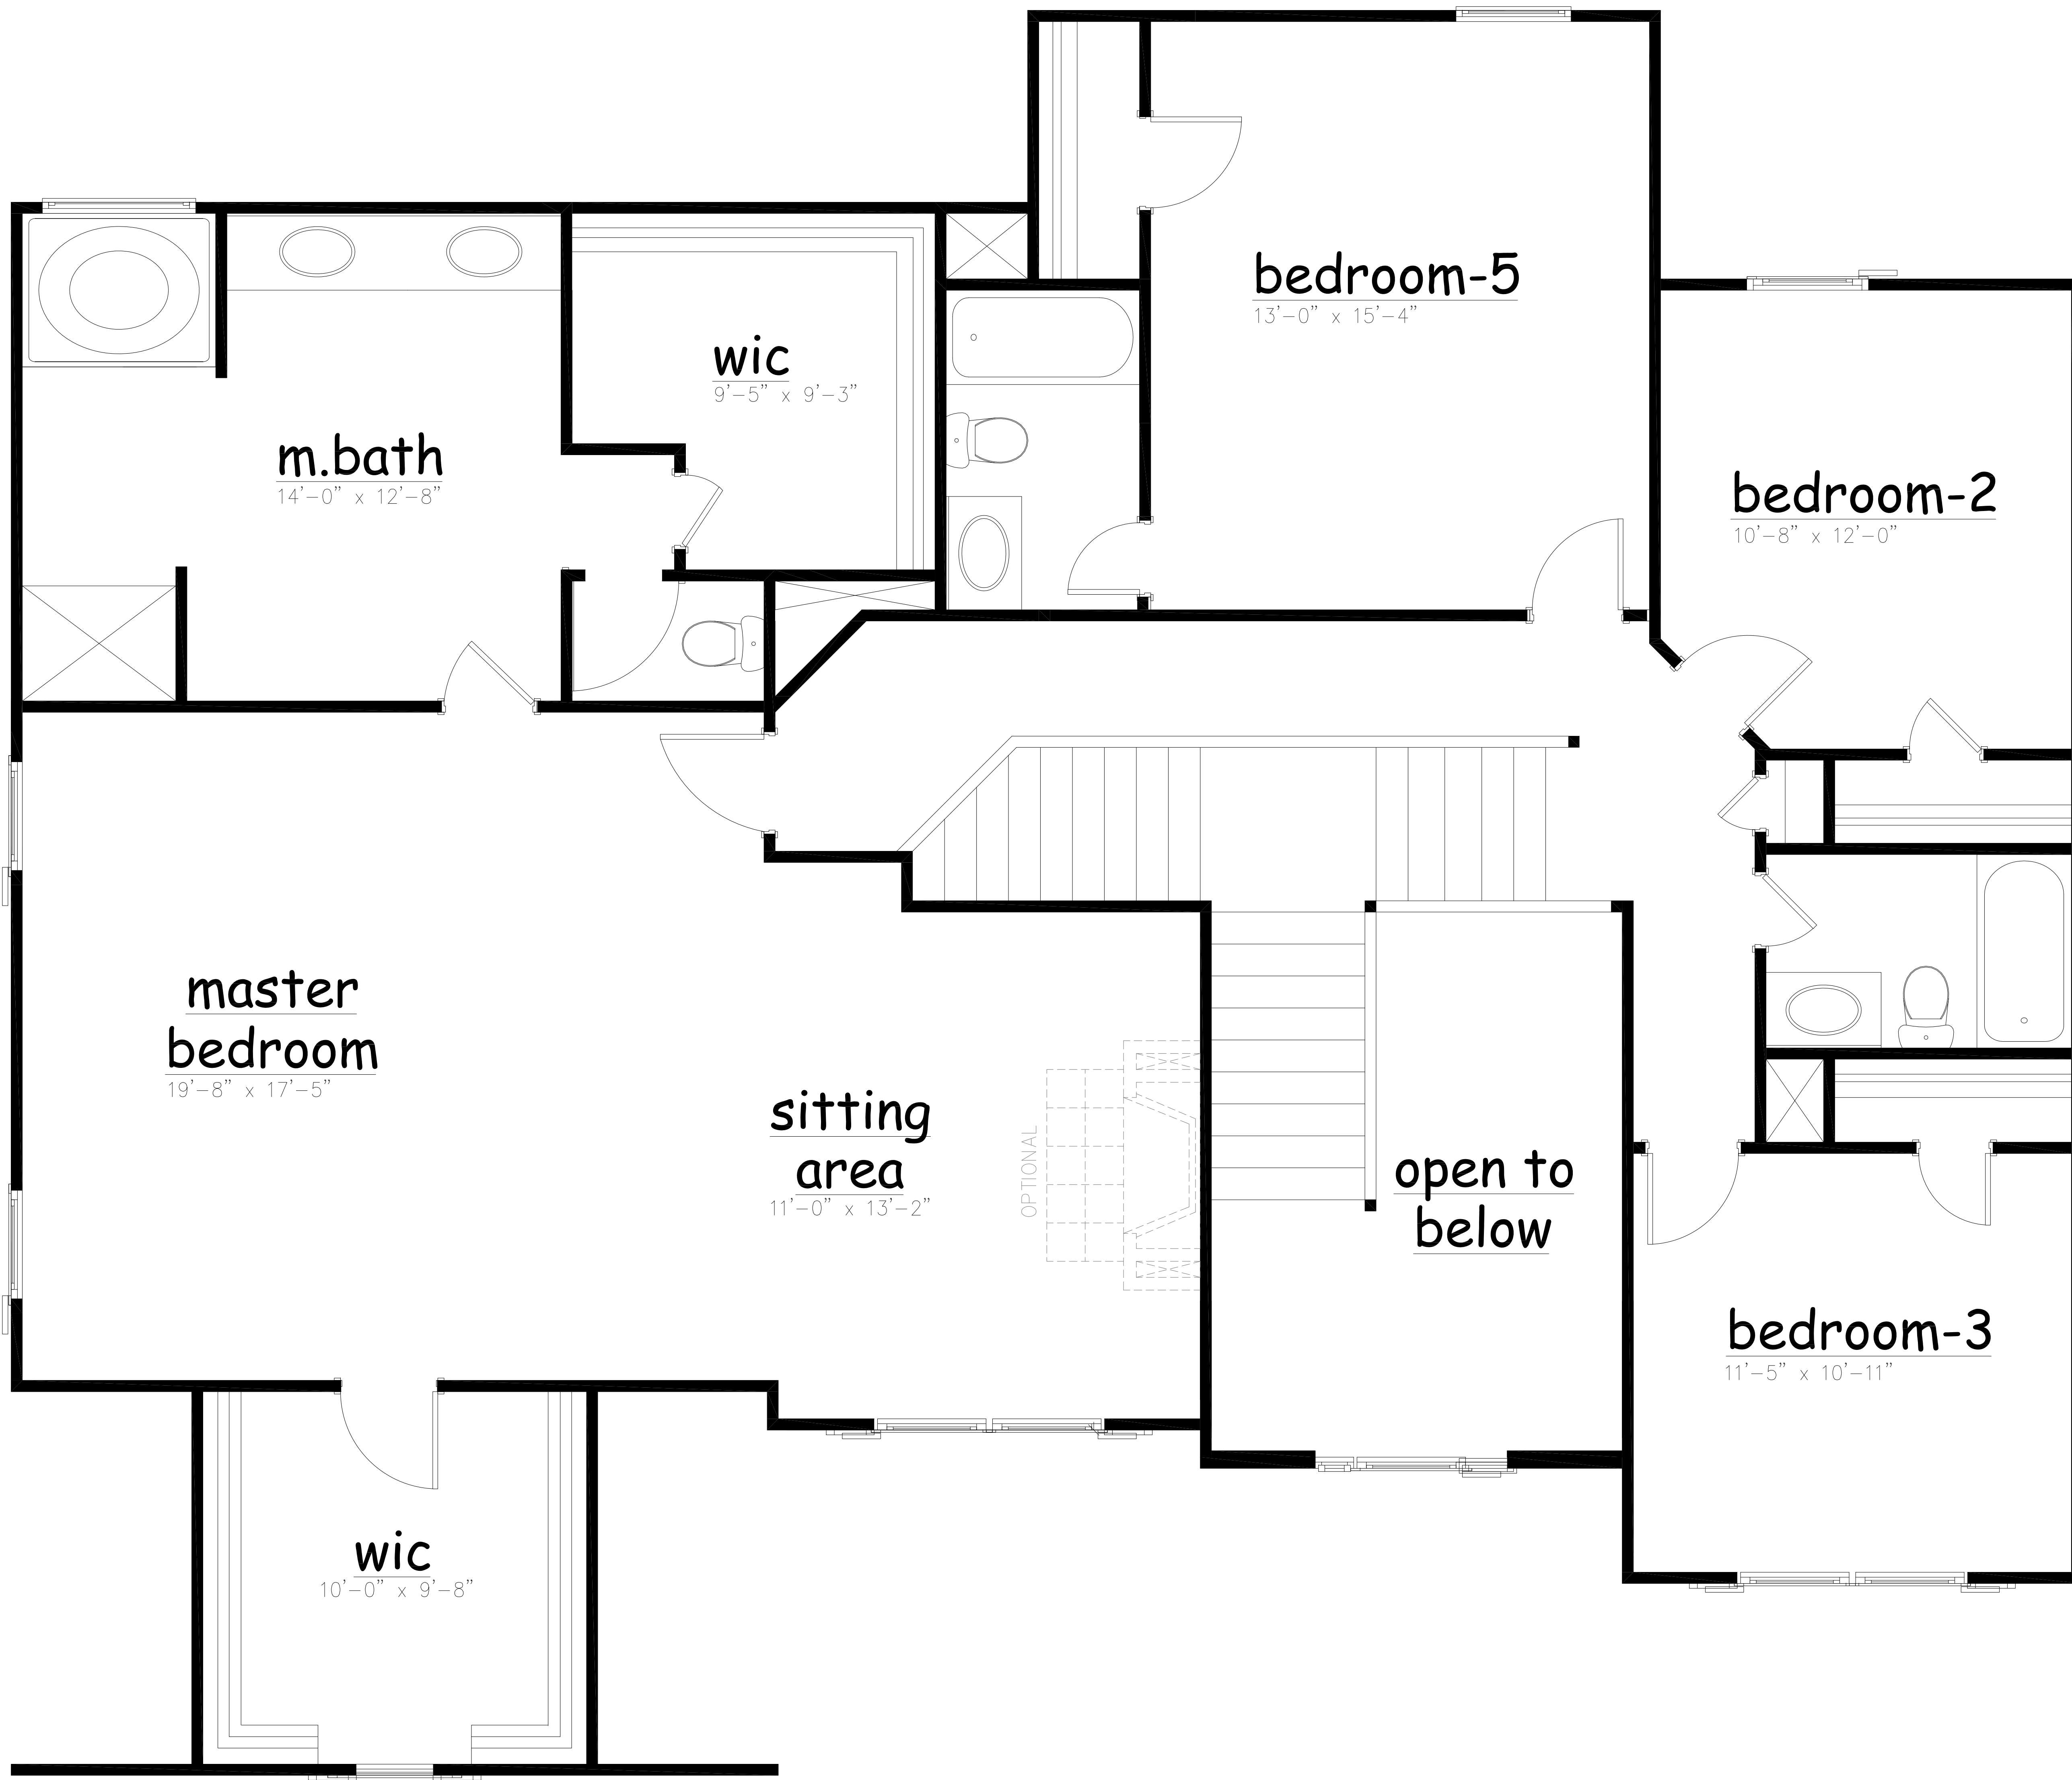 bedroom-5
13'-0" x 15'-4"
wic
9'-5" x 9'-3"
m.bath
14'-0" x 12'-8"
bedroom-2
10'-8" x 12'-0"
master
bedroom
19'-8" x 17'-5"
sitting
area
11'-0" x 13'-2"
OPTIONAL
open to
below
bedroom-3
11'-5" x 10'-11"
wic
10'-0" x 9'-8"